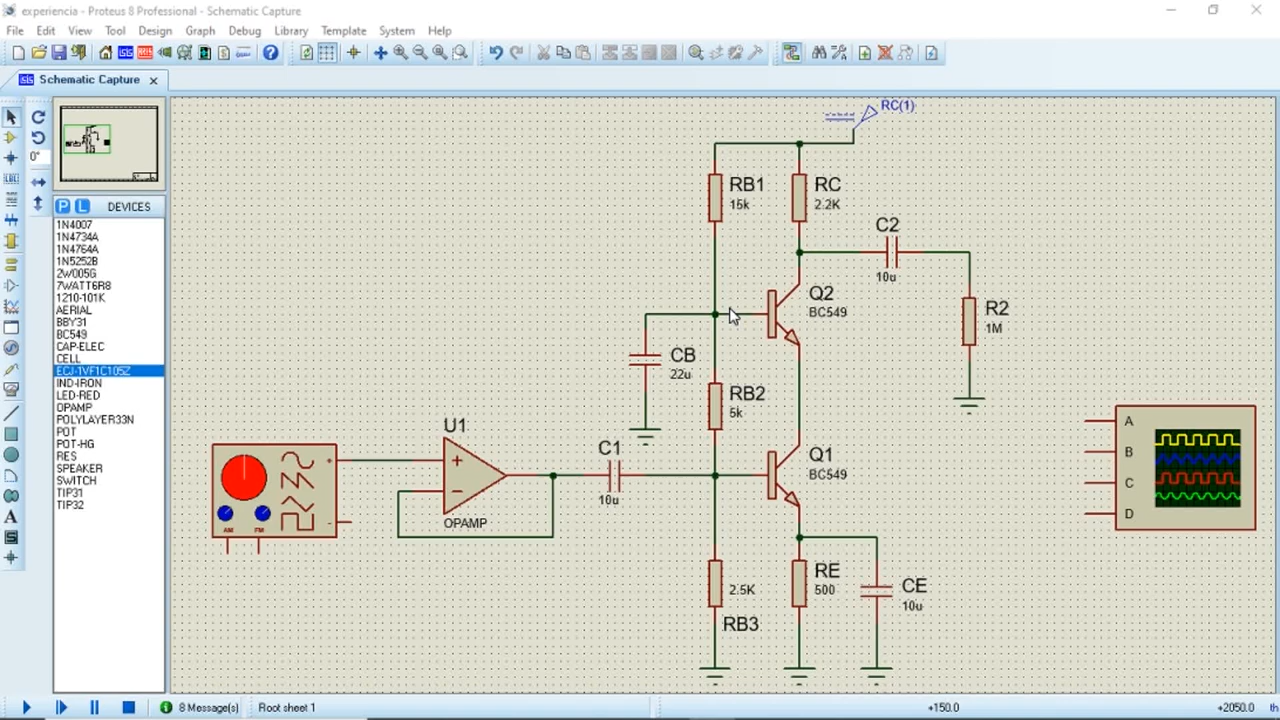 experiencia - Proteus 8 Professional - Schematic Capture
File Edit View Tool Design Graph Debug Library Template System Help
Schematic Capture
0°
P L DEVICES
1N4007
1N4734A
1N4764A
1N5252B
2W005G
7WATT6R8
1210-101K
AERIAL
BBY31
BC549
CAP-ELEC
CELL
ECJ-1VF1C105Z
IND-IRON
LED-RED
OPAMP
POLYLAYER33N
POT
POT-HG
RES
SPEAKER
SWITCH
TIP31
TIP32
RC(1)
RB1
15k
RC
2.2K
C2
10u
Q2
BC549
R2
1M
CB
22u
RB2
5k
U1
OPAMP
C1
10u
Q1
BC549
A
B
C
D
AM FM
2.5K
RB3
RE
500
CE
10u
8 Message(s) Root sheet 1 +150.0 +2050.0 th